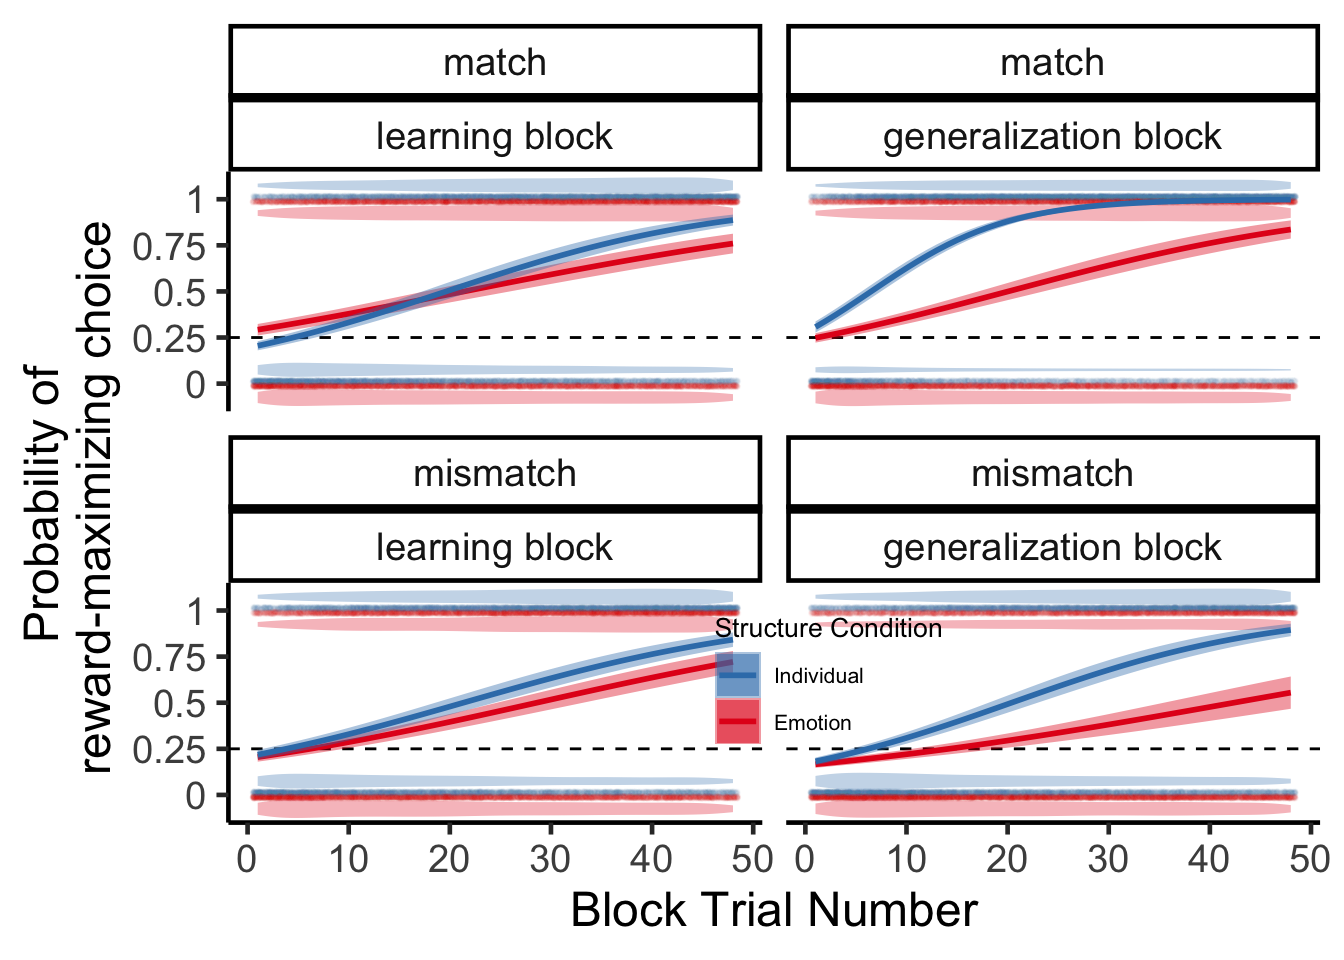 match
match
learning block
generalization block
1
0.75
0.5
0.25
0
mismatch
mismatch
learning block
generalization block
1
0.75
0.5
0.25
0
Structure Condition
Individual
Emotion
0 10 20 30 40 50
0 10 20 30 40 50
Block Trial Number
Probability of
reward-maximizing choice